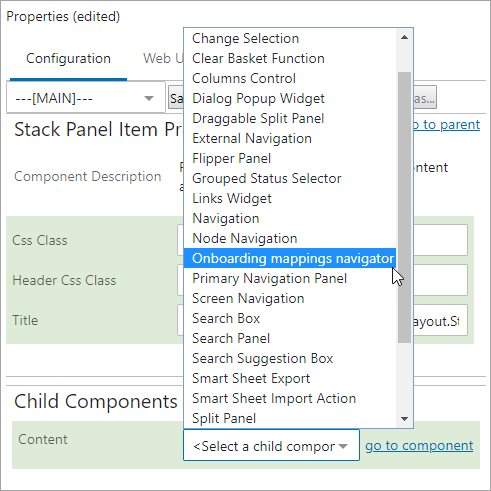 Properties (edited)
Configuration
Web U
---[MAIN]---
Sa
as...
Stack Panel Item Pr
o to parent
Component Description
ntent
a
Css Class
Header Css Class
Title
ayout.St
Change Selection
Clear Basket Function
Columns Control
Dialog Popup Widget
Draggable Split Panel
External Navigation
Flipper Panel
Grouped Status Selector
Links Widget
Navigation
Node Navigation
Onboarding mappings navigator
Primary Navigation Panel
Screen Navigation
Search Box
Search Panel
Search Suggestion Box
Smart Sheet Export
Smart Sheet Import Action
Split Panel
Child Components
Content
<Select a child compor
go to component